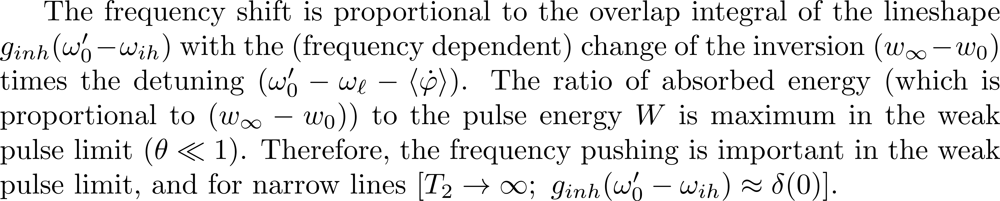 The frequency shift is proportional to the overlap integral of the lineshape
$g_{inh}(\omega_0' - \omega_{ih})$ with the (frequency dependent) change of the inversion $(w_\infty - w_0)$
times the detuning $(\omega_0' - \omega_\ell - \langle \dot{\varphi} \rangle)$. The ratio of absorbed energy (which is
proportional to $(w_\infty - w_0)$) to the pulse energy $W$ is maximum in the weak
pulse limit $(\theta \ll 1)$. Therefore, the frequency pushing is important in the weak
pulse limit, and for narrow lines $[T_2 \to \infty; \; g_{inh}(\omega_0' - \omega_{ih}) \approx \delta(0)]$.